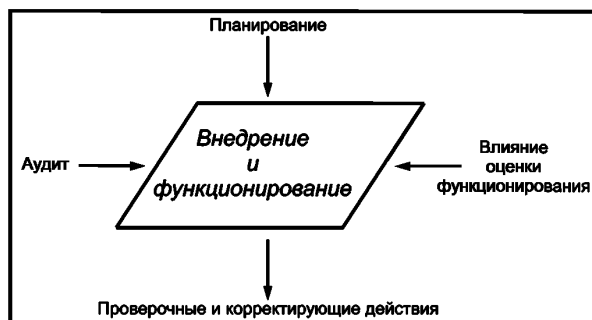 Планирование
Внедрение
и
функционирование
Аудит
Влияние
оценки
функционирования
Проверочные и корректирующие действия